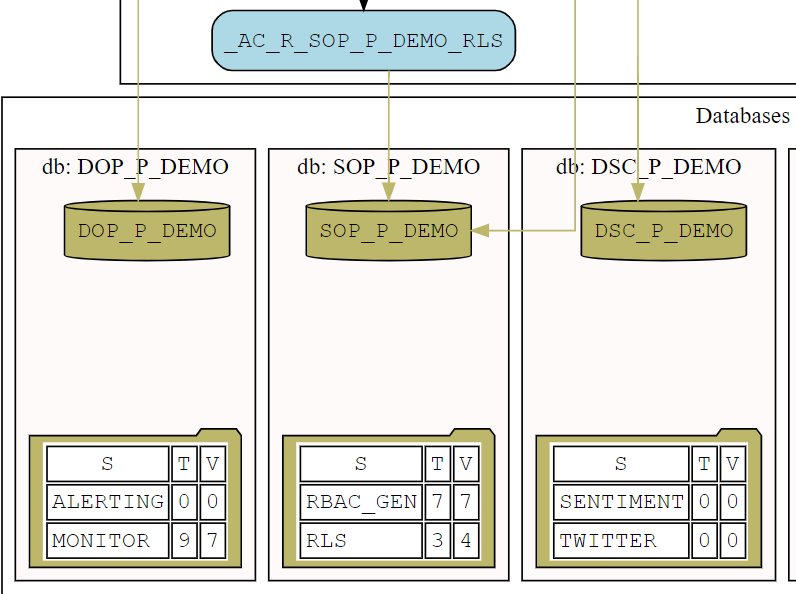 _AC_R_SOP_P_DEMO_RLS
Databases
db: DOP_P_DEMO
db: SOP_P_DEMO
db: DSC_P_DEMO
DOP_P_DEMO
SOP_P_DEMO
DSC_P_DEMO
S T V
ALERTING 0 0
MONITOR 9 7
S T V
RBAC_GEN 7 7
RLS 3 4
S T V
SENTIMENT 0 0
TWITTER 0 0